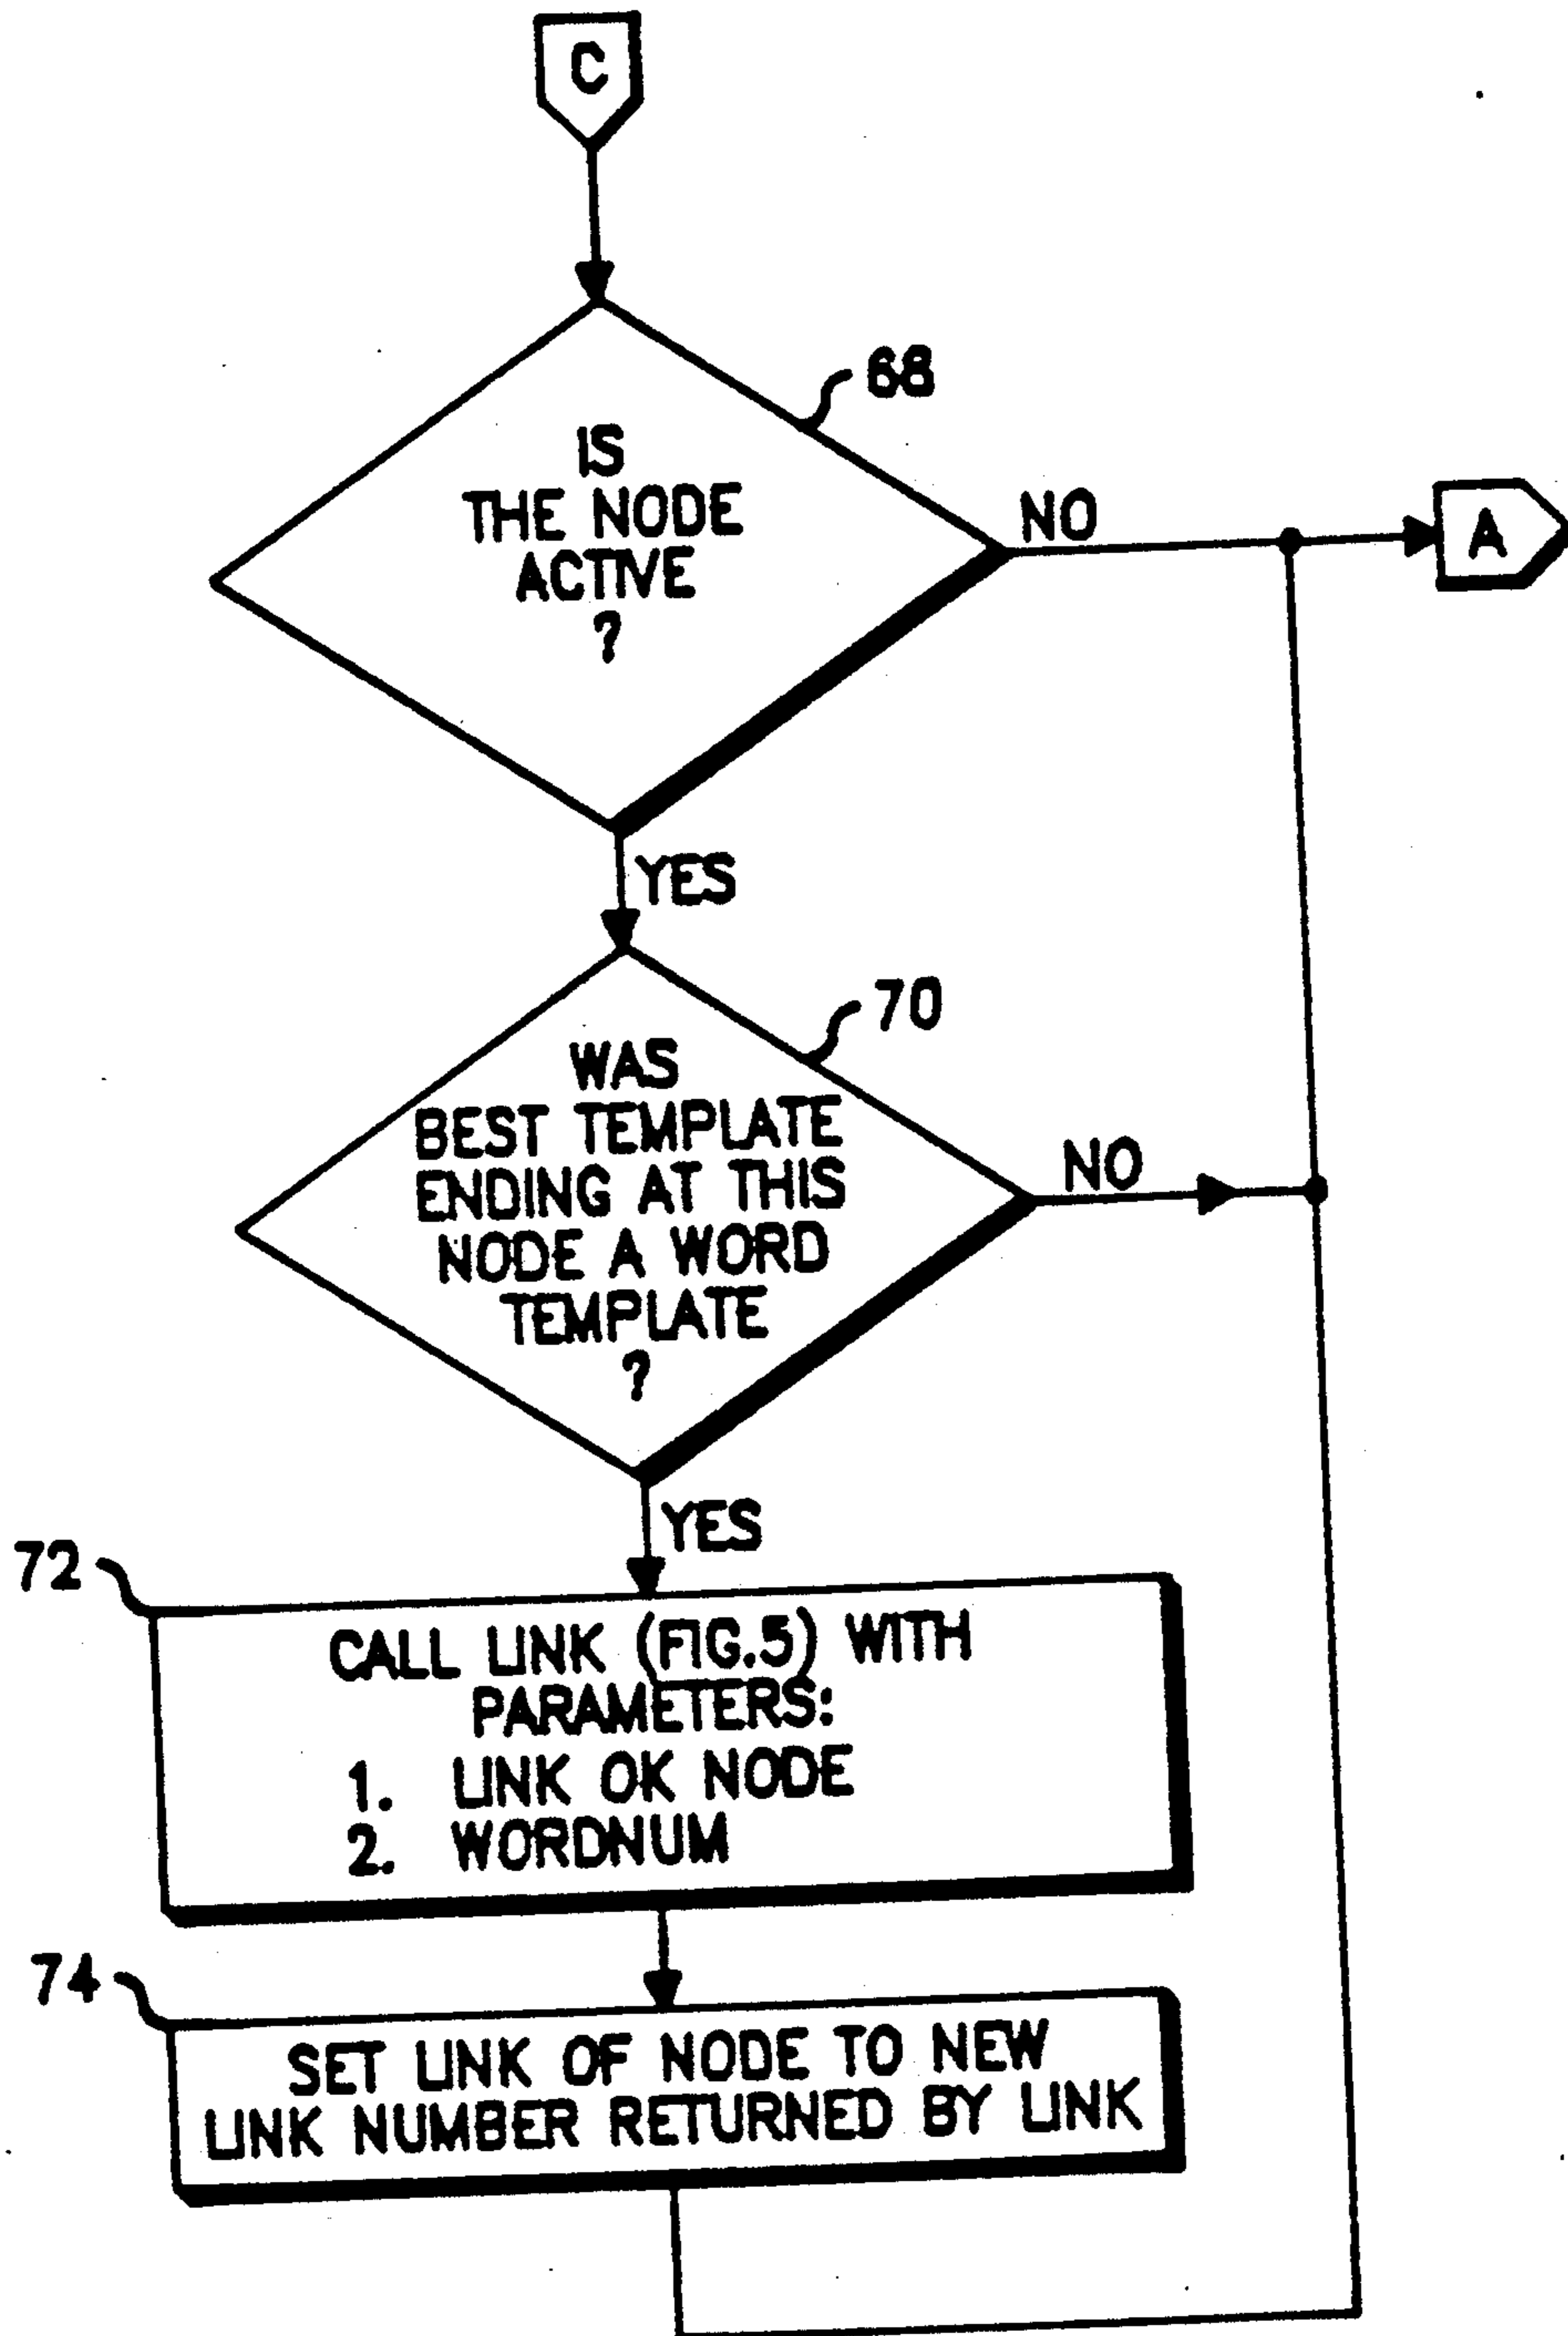 C
68
IS
THE NODE
ACTIVE
?
NO
A
YES
70
WAS
BEST TEMPLATE
ENDING AT THIS
NODE A WORD
TEMPLATE
?
NO
YES
72
CALL LINK (FIG.5) WITH
PARAMETERS:
1. LINK OK NODE
2. WORDNUM
74
SET LINK OF NODE TO NEW
LINK NUMBER RETURNED BY LINK